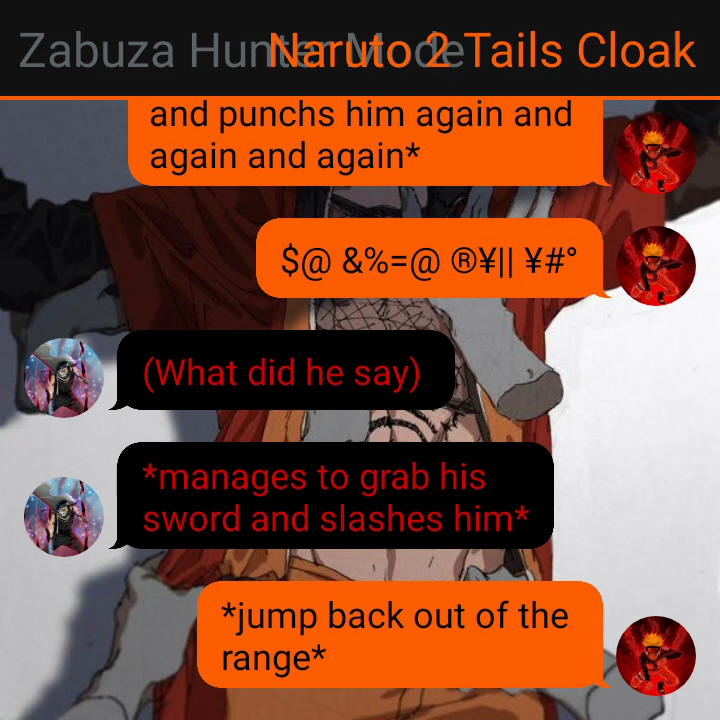 Zabuza Hunter Mode
Naruto 2 Tails Cloak
and punchs him again and
again and again*
$@ &%=@ ®¥|| ¥#°
(What did he say)
*manages to grab his
sword and slashes him*
*jump back out of the
range*